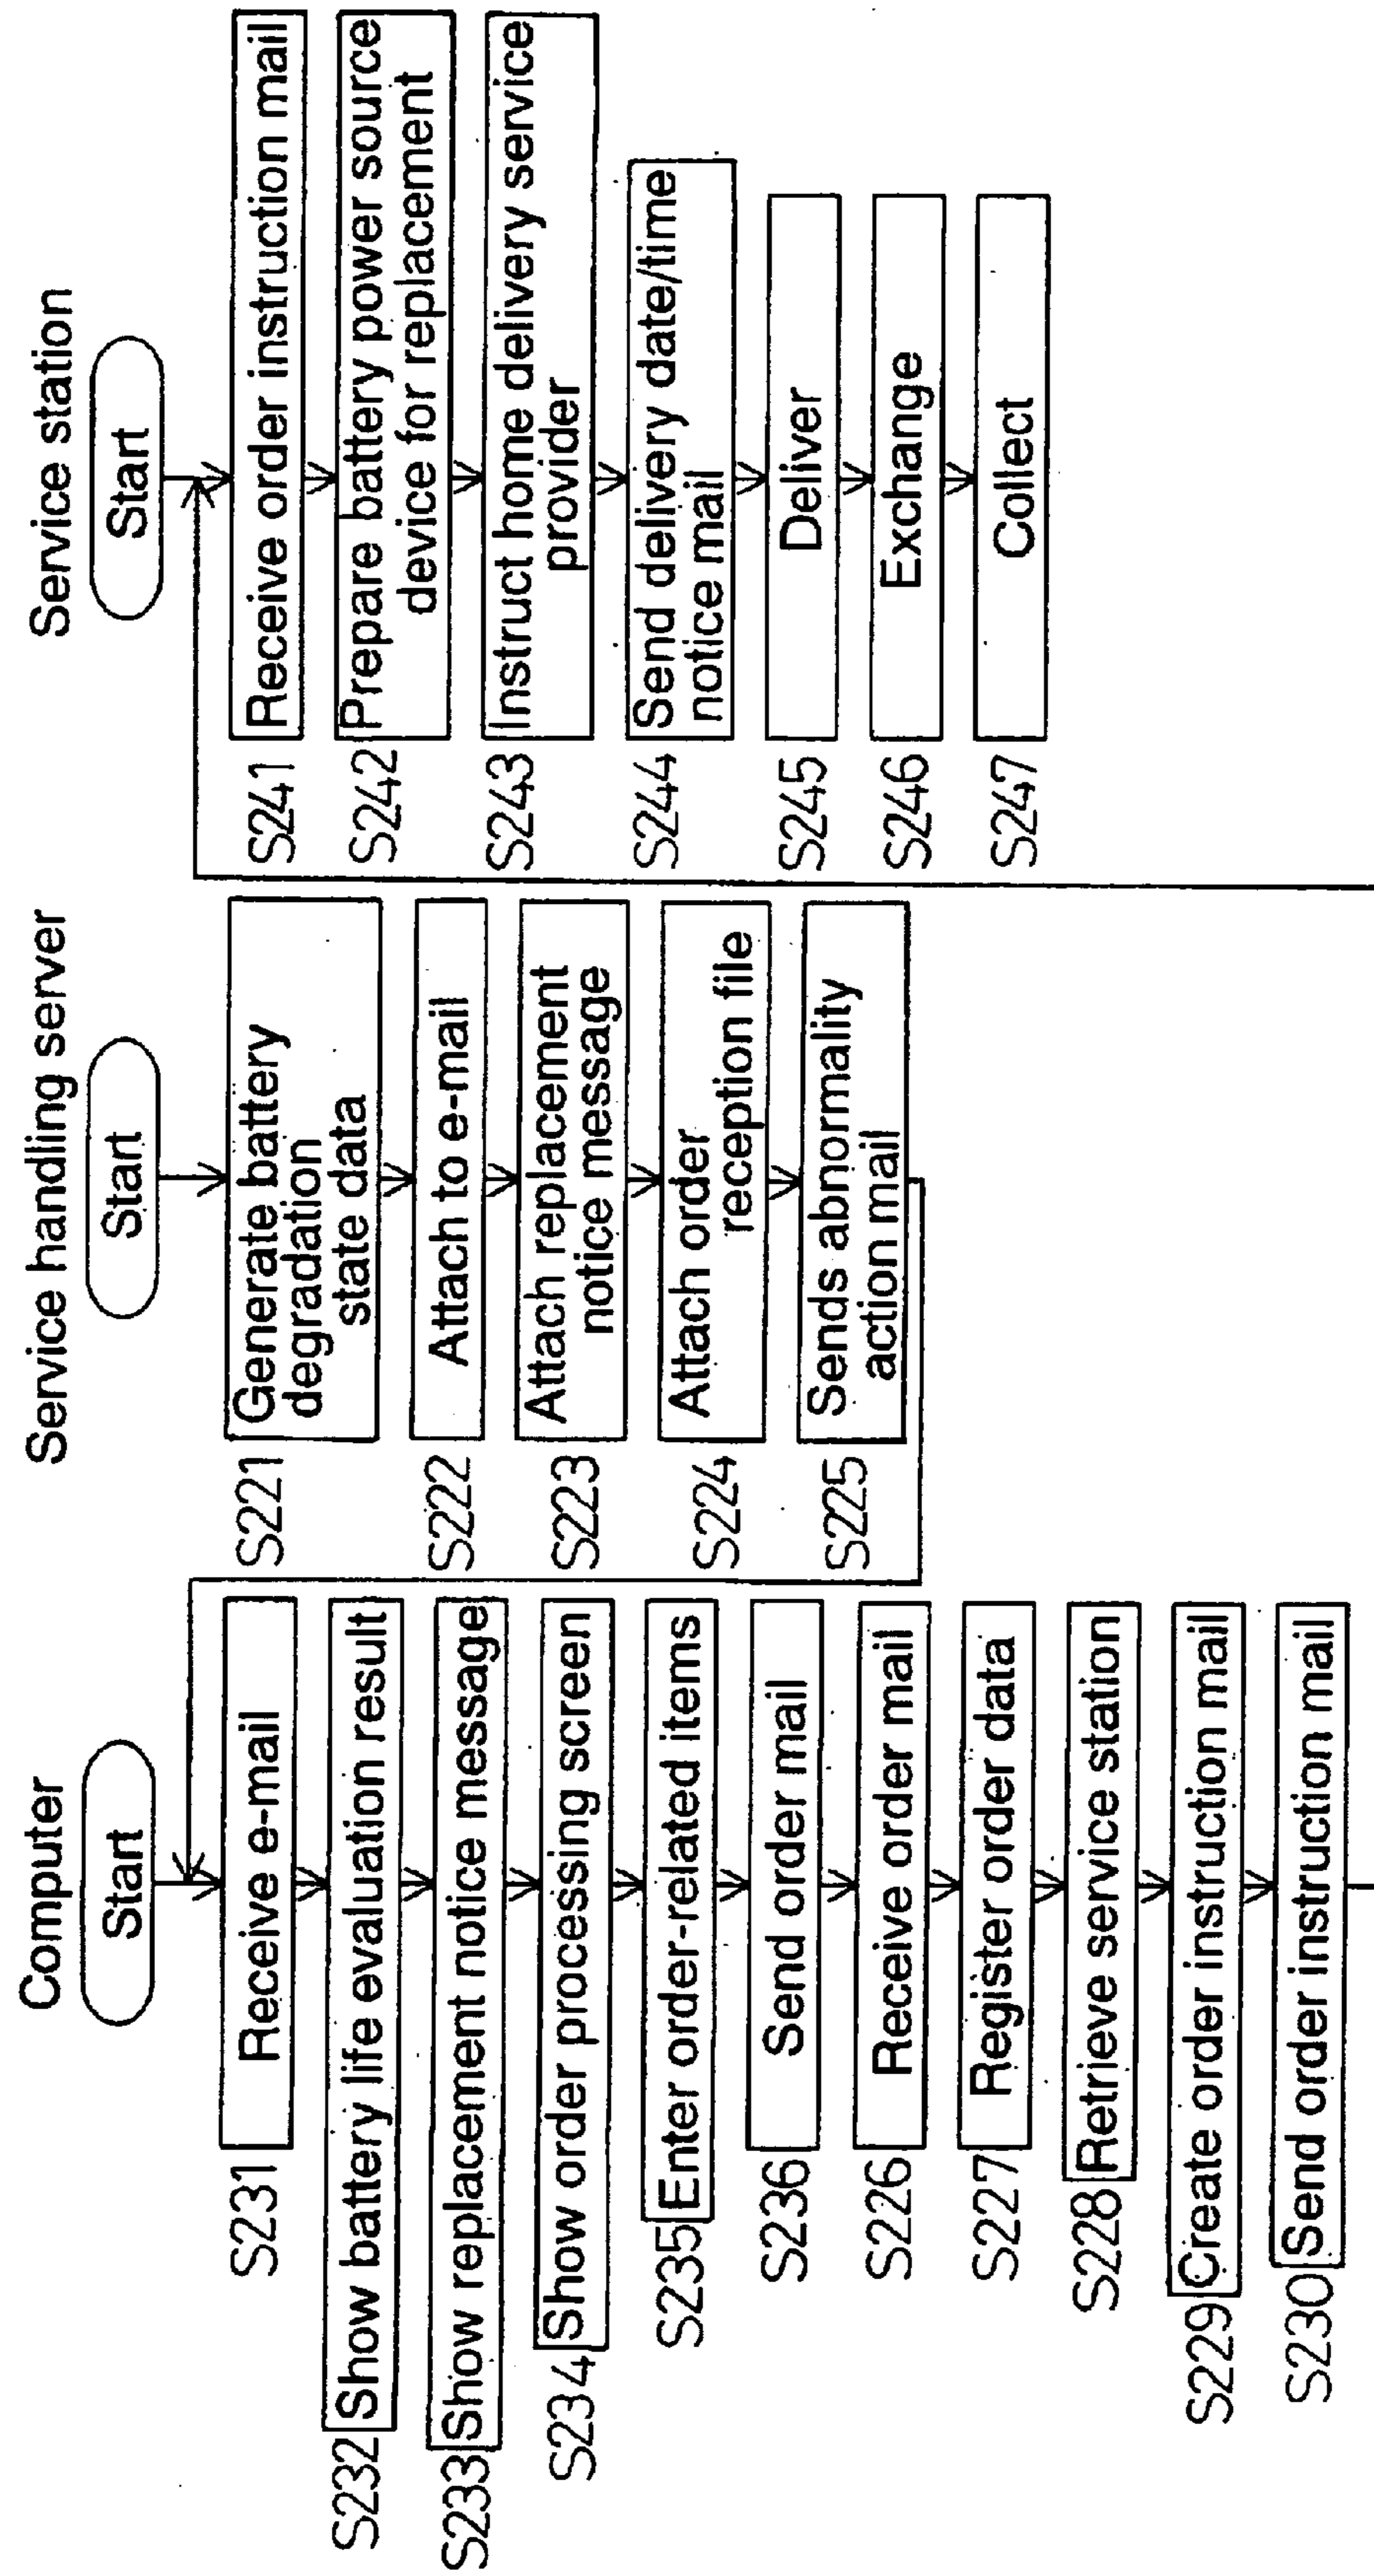 Computer
Start
S231
Receive e-mail
S232
Show battery life evaluation result
S233
Show replacement notice message
S234
Show order processing screen
S235
Enter order-related items
S236
Send order mail
S226
Receive order mail
S227
Register order data
S228
Retrieve service station
S229
Create order instruction mail
S230
Send order instruction mail
Service handling server
Start
S221
Generate battery
degradation
state data
S222
Attach to e-mail
S223
Attach replacement
notice message
S224
Attach order
reception file
S225
Sends abnormality
action mail
Service station
Start
S241
Receive order instruction mail
S242
Prepare battery power source
device for replacement
S243
Instruct home delivery service
provider
S244
Send delivery date/time
notice mail
S245
Deliver
S246
Exchange
S247
Collect